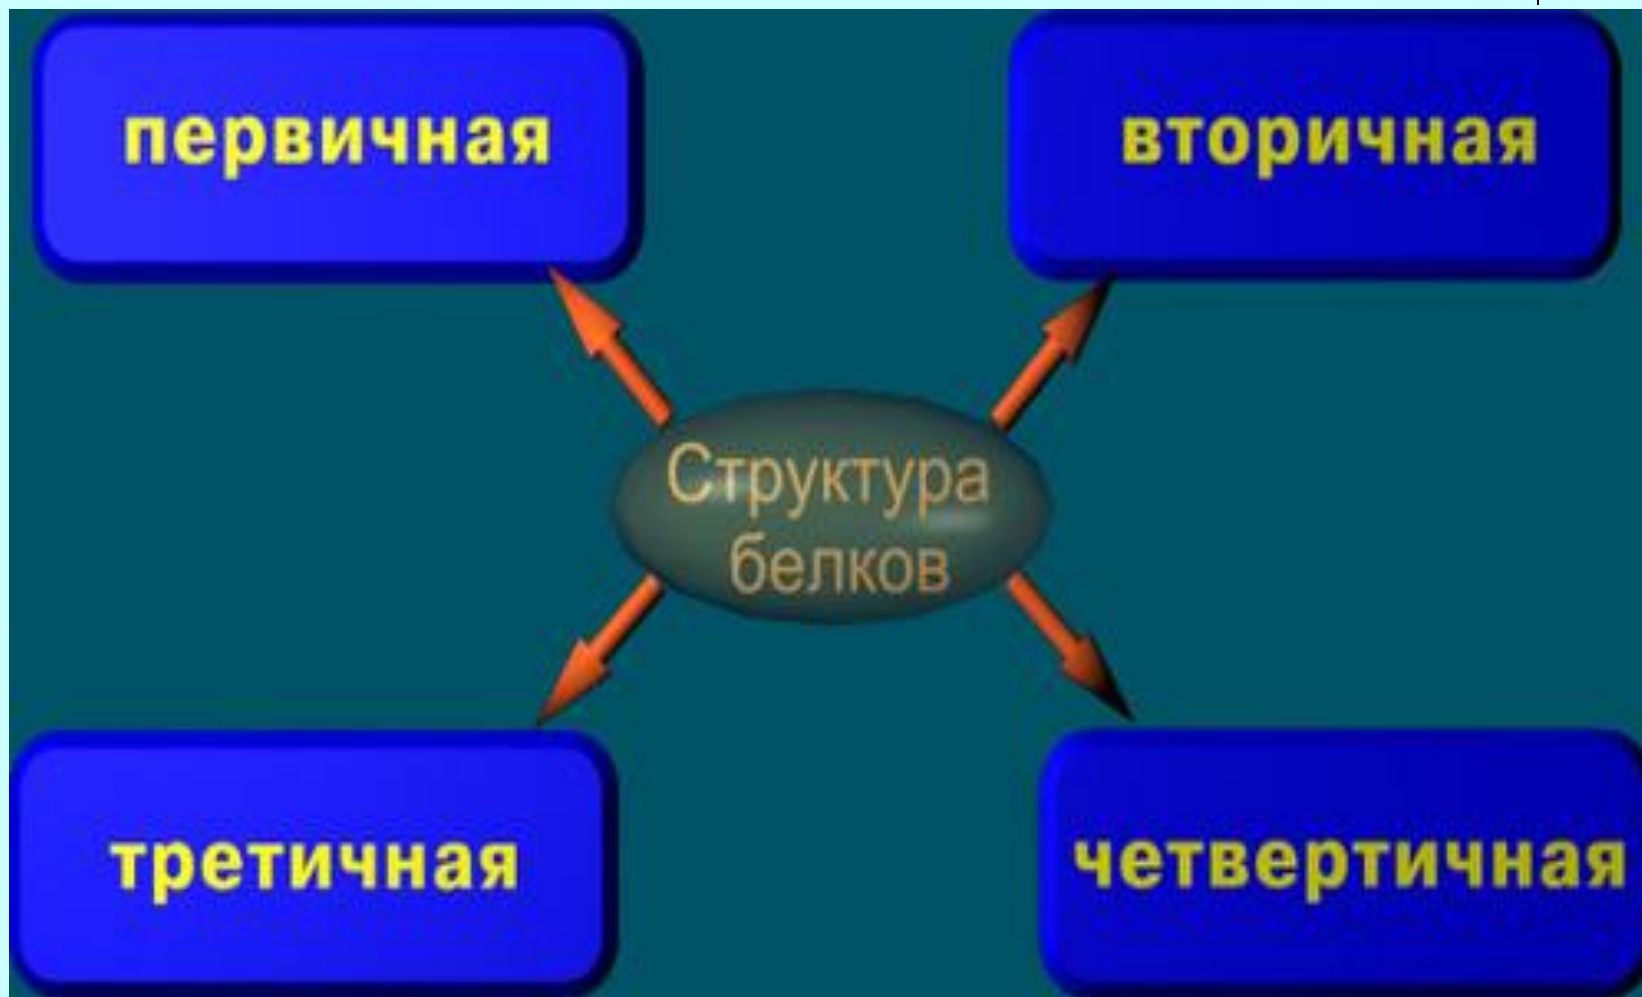 первичная
вторичная
Структура
белков
третичная
четвертичная